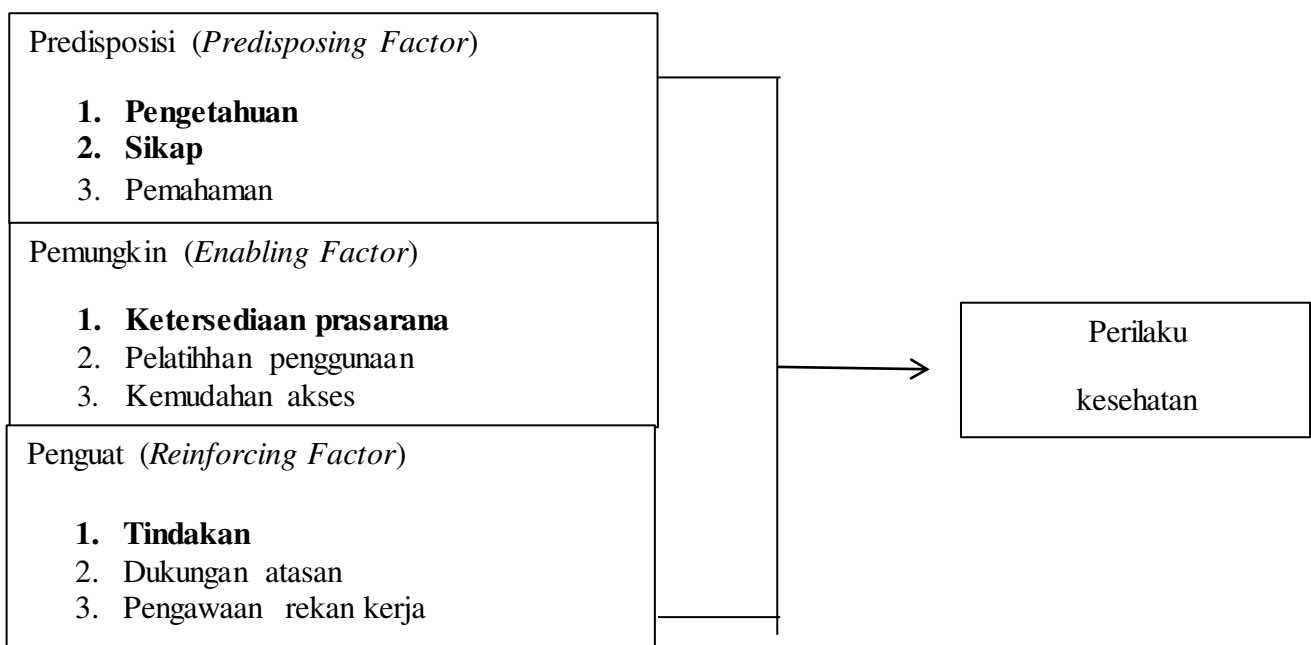 Predisposisi (Predisposing Factor)
1. Pengetahuan
2. Sikap
3. Pemahaman
Pemungkin (Enabling Factor)
1. Ketersediaan prasarana
2. Pelatihhan penggunaan
3. Kemudahan akses
Penguat (Reinforcing Factor)
1. Tindakan
2. Dukungan atasan
3. Pengawaan rekan kerja
Perilaku
kesehatan